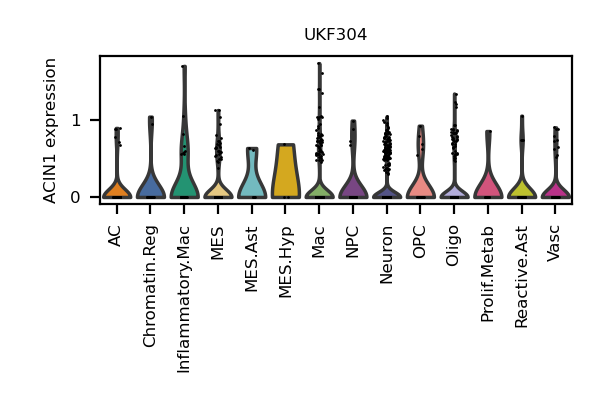 UKF304
ACIN1 expression
1
0
AC
Chromatin.Reg
Inflammatory.Mac
MES
MES.Ast
MES.Hyp
Mac
NPC
Neuron
OPC
Oligo
Prolif.Metab
Reactive.Ast
Vasc